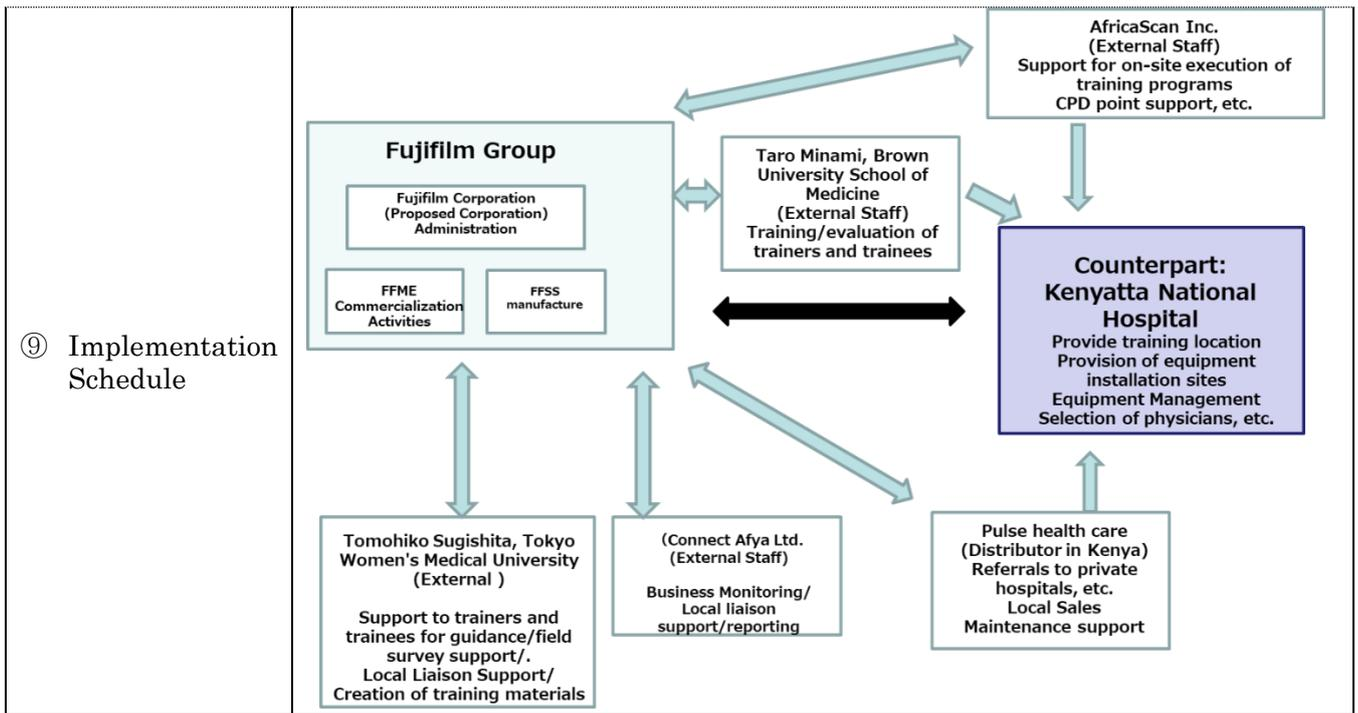 ⑨ Implementation
Schedule
AfricaScan Inc.
(External Staff)
Support for on-site execution of
training programs
CPD point support, etc.
Fujifilm Group
Fujifilm Corporation
(Proposed Corporation)
Administration
FFME
Commercialization
Activities
FFSS
manufacture
Taro Minami, Brown
University School of
Medicine
(External Staff)
Training/evaluation of
trainers and trainees
Counterpart:
Kenyatta National
Hospital
Provide training location
Provision of equipment
installation sites
Equipment Management
Selection of physicians, etc.
Tomohiko Sugishita, Tokyo
Women's Medical University
(External )
Support to trainers and
trainees for guidance/field
survey support/.
Local Liaison Support/
Creation of training materials
(Connect Afya Ltd.
(External Staff)
Business Monitoring/
Local liaison
support/reporting
Pulse health care
(Distributor in Kenya)
Referrals to private
hospitals, etc.
Local Sales
Maintenance support